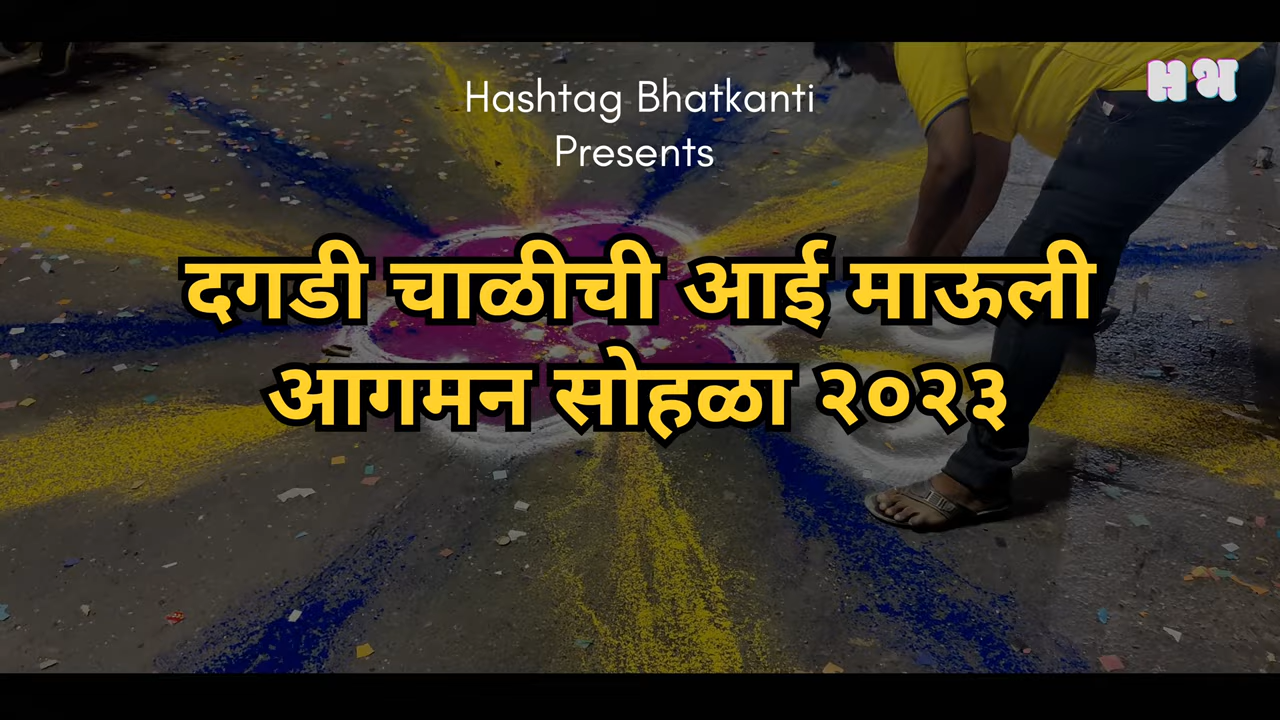 Hashtag Bhatkanti
Presents
H भ
दगडी चाळीची आई माऊली
आगमन सोहळा २०२३